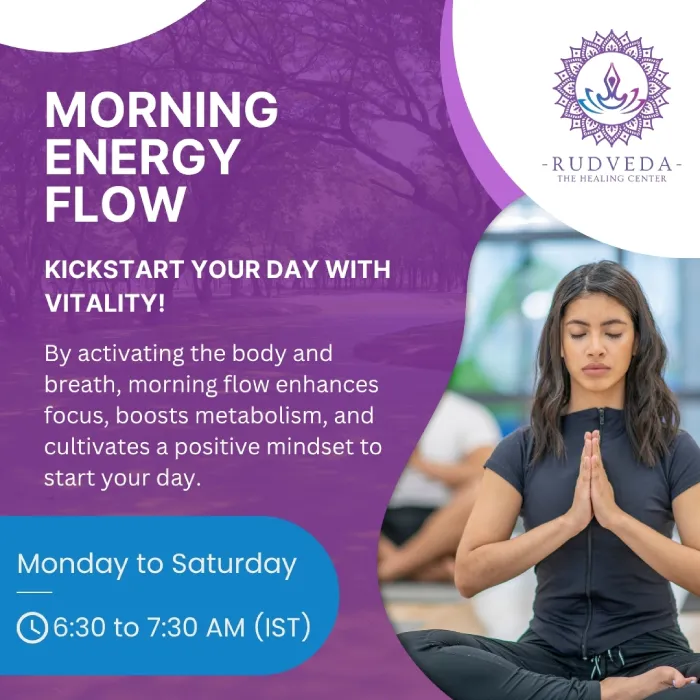 MORNING
ENERGY
FLOW
-RUDVEDA-
THE HEALING CENTER
KICKSTART YOUR DAY WITH
VITALITY!
By activating the body and
breath, morning flow enhances
focus, boosts metabolism, and
cultivates a positive mindset to
start your day.
Monday to Saturday
6:30 to 7:30 AM (IST)